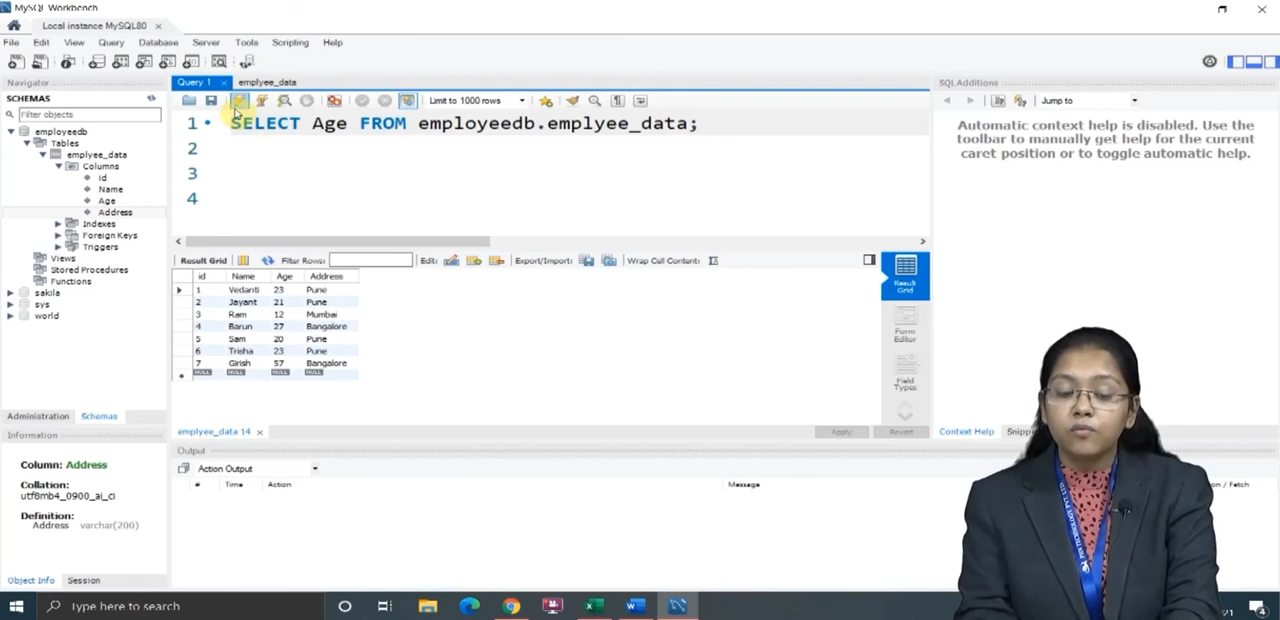 MySQL Workbench
Local instance MySQL80
File Edit View Query Database Server Tools Scripting Help
Navigator
SCHEMAS
Filter objects
employeedb
Tables
emplyee_data
Columns
Id
Name
Age
Address
Indexes
Foreign Keys
Triggers
Views
Stored Procedures
Functions
sakila
sys
world
Administration Schemas
Information
Column: Address
Collation:
utf8mb4_0900_ai_ci
Definition:
Address varchar(200)
Object Info Session
Query 1 emplyee_data
Limit to 1000 rows
1 SELECT Age FROM employeedb.emplyee_data;
2
3
4
Result Grid Filter Rows: Edit: Export/Import: Wrap Cell Content:
id Name Age Address
1 Vedanti 23 Pune
2 Jayant 21 Pune
3 Ram 12 Mumbai
4 Barun 27 Bangalore
5 Sam 20 Pune
6 Trisha 23 Pune
7 Girish 57 Bangalore
NULL NULL NULL NULL
Result
Grid
Form
Editor
Field
Types
emplyee_data 14 Apply Revert
Output
Action Output
# Time Action Message
SQLAdditions
Jump to
Automatic context help is disabled. Use the
toolbar to manually get help for the current
caret position or to toggle automatic help.
Context Help
/ Fetch
Type here to search
4